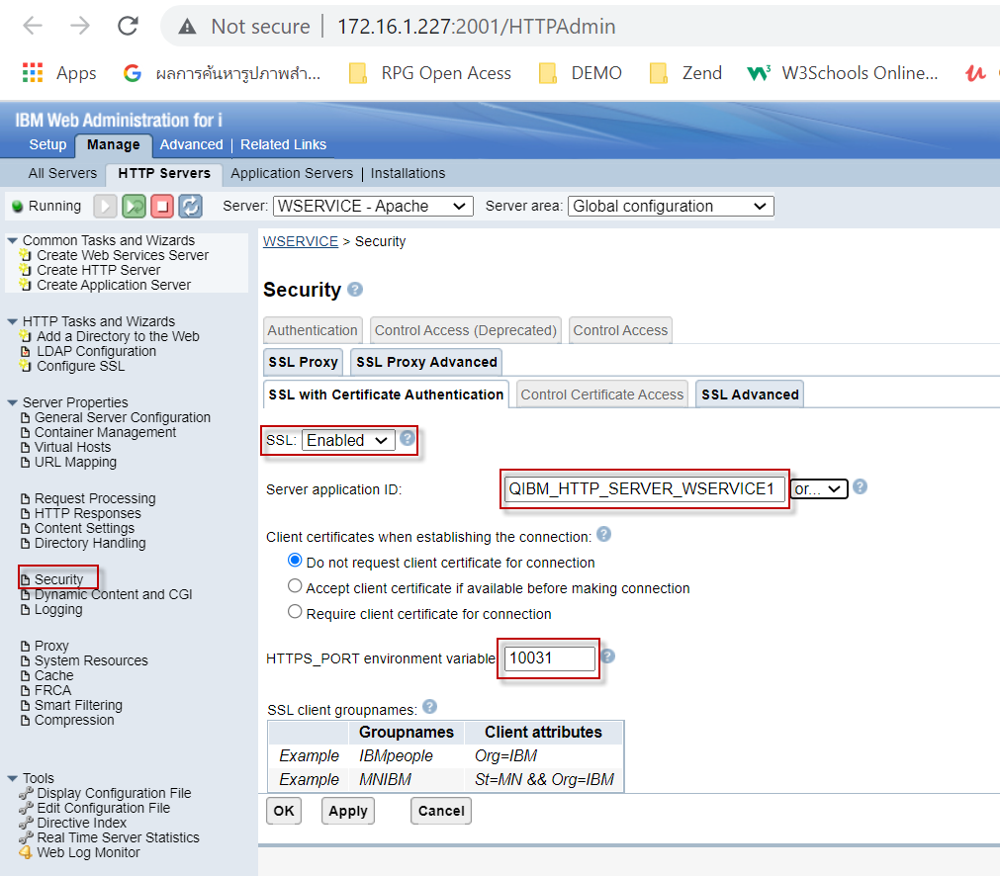 Not secure | 172.16.1.227:2001/HTTPAdmin
Apps ผลการค้นหารูปภาพสำ... RPG Open Acess DEMO Zend W3Schools Online...
IBM Web Administration for i
Setup Manage Advanced | Related Links
All Servers HTTP Servers Application Servers | Installations
Running Server: WSERVICE - Apache Server area: Global configuration
Common Tasks and Wizards
Create Web Services Server
Create HTTP Server
Create Application Server
HTTP Tasks and Wizards
Add a Directory to the Web
LDAP Configuration
Configure SSL
Server Properties
General Server Configuration
Container Management
Virtual Hosts
URL Mapping
Request Processing
HTTP Responses
Content Settings
Directory Handling
Security
Dynamic Content and CGI
Logging
Proxy
System Resources
Cache
FRCA
Smart Filtering
Compression
Tools
Display Configuration File
Edit Configuration File
Directive Index
Real Time Server Statistics
Web Log Monitor
WSERVICE > Security
Security ?
Authentication Control Access (Deprecated) Control Access
SSL Proxy SSL Proxy Advanced
SSL with Certificate Authentication Control Certificate Access SSL Advanced
SSL: Enabled ?
Server application ID: QIBM_HTTP_SERVER_WSERVICE1 or... ?
Client certificates when establishing the connection: ?
Do not request client certificate for connection
Accept client certificate if available before making connection
Require client certificate for connection
HTTPS_PORT environment variable 10031 ?
SSL client groupnames: ?
Groupnames Client attributes
Example IBMpeople Org=IBM
Example MNIBM St=MN && Org=IBM
OK Apply Cancel